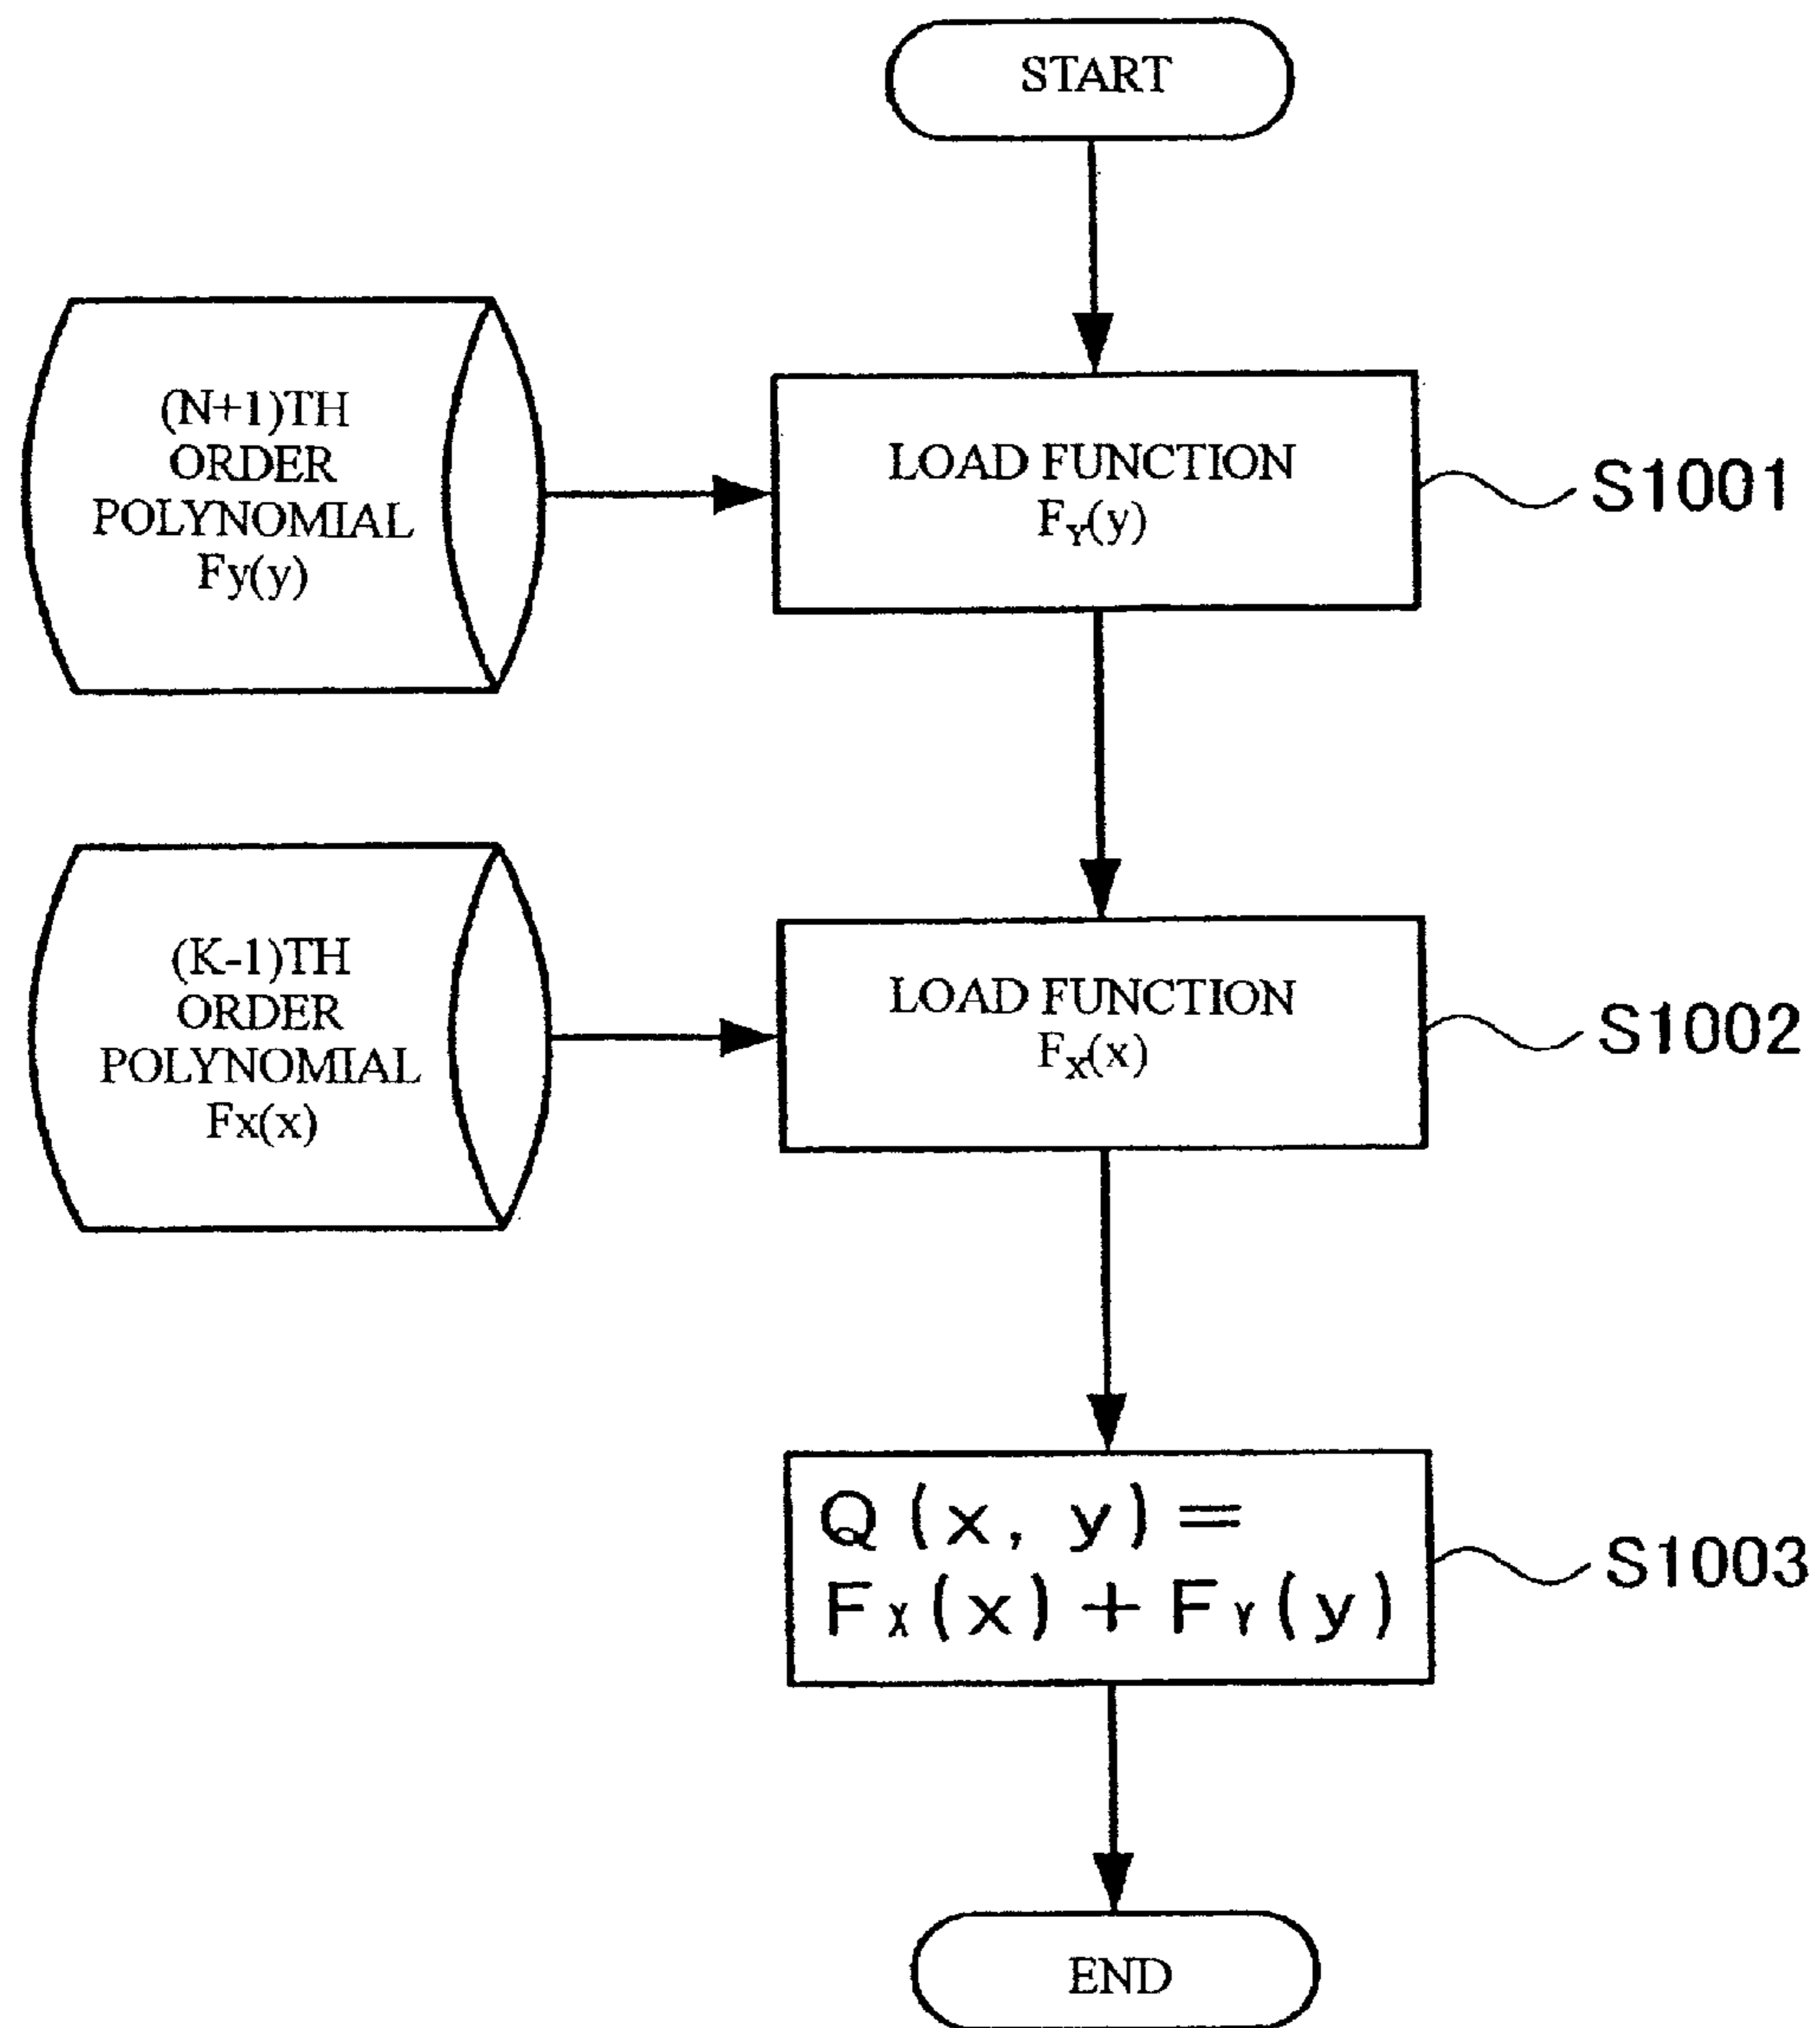 START
(N+1)TH
ORDER
POLYNOMIAL
Fy(y)
LOAD FUNCTION
FY(y)
S1001
(K-1)TH
ORDER
POLYNOMIAL
Fx(x)
LOAD FUNCTION
FX(x)
S1002
Q(x, y)=
FX(x)+FY(y)
S1003
END